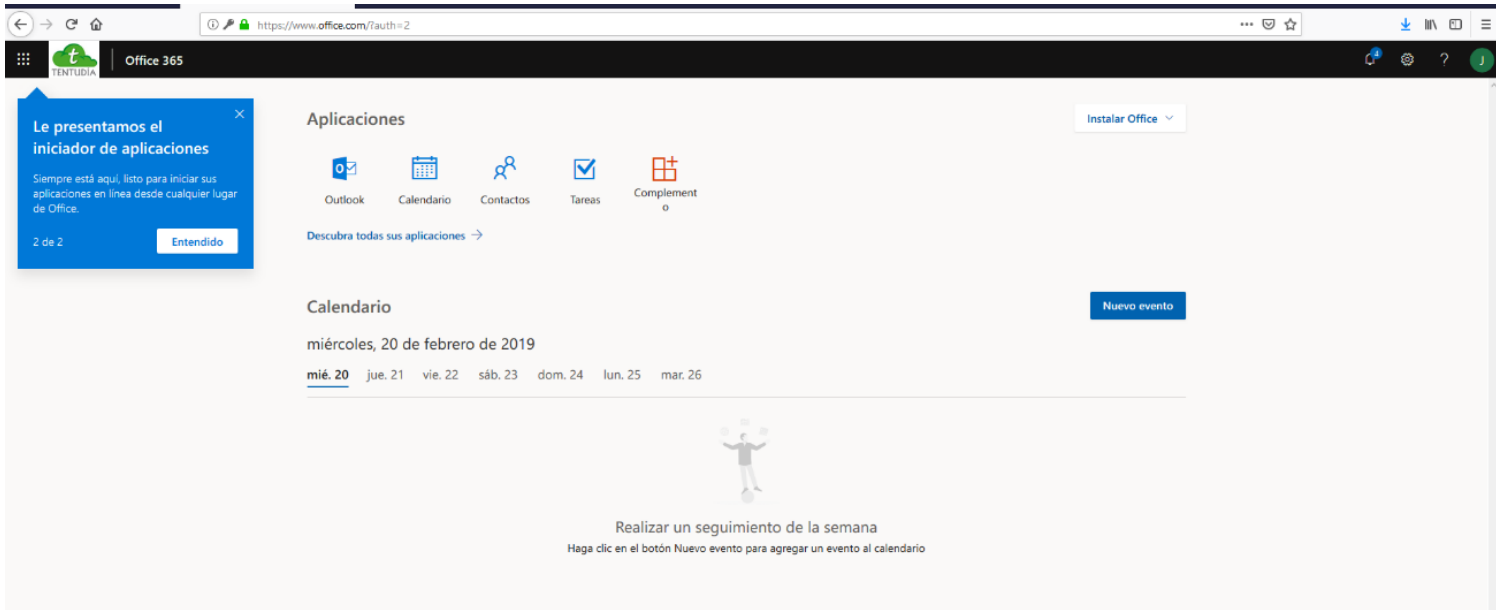 https://www.office.com/?auth=2
t
TENTUDÍA
Office 365
4
?
J
Le presentamos el
iniciador de aplicaciones
Siempre está aquí, listo para iniciar sus
aplicaciones en línea desde cualquier lugar
de Office.
2 de 2
Entendido
Aplicaciones
Instalar Office
Outlook
Calendario
Contactos
Tareas
Complement
o
Descubra todas sus aplicaciones →
Calendario
Nuevo evento
miércoles, 20 de febrero de 2019
mié. 20 jue. 21 vie. 22 sáb. 23 dom. 24 lun. 25 mar. 26
Realizar un seguimiento de la semana
Haga clic en el botón Nuevo evento para agregar un evento al calendario